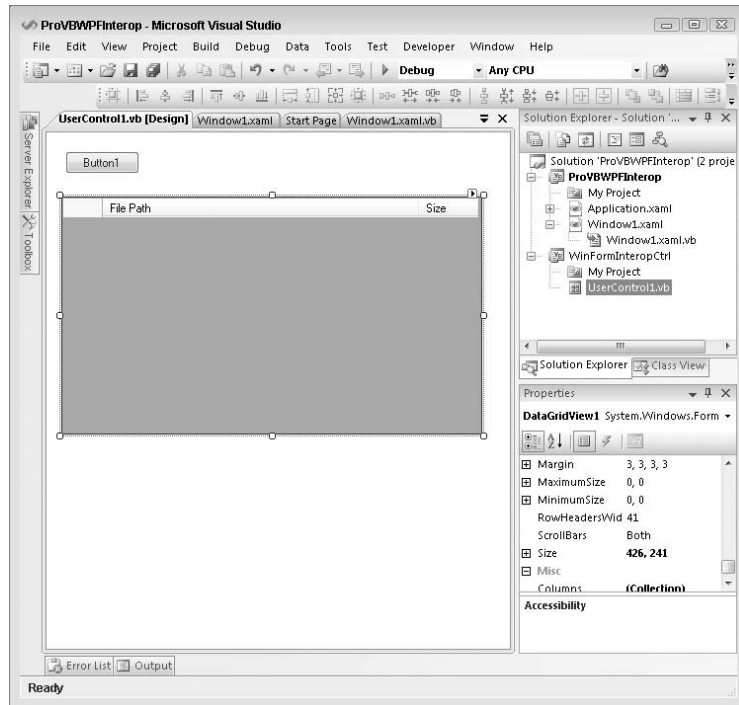 ProVBWPFInterop - Microsoft Visual Studio
File Edit View Project Build Debug Data Tools Test Developer Window Help
Debug Any CPU
UserControl1.vb [Design] Window1.xaml Start Page Window1.xaml.vb
Server Explorer
Toolbox
Button1
File Path Size
Solution Explorer - Solution '...
Solution 'ProVBWPFInterop' (2 proje
ProVBWPFInterop
My Project
Application.xaml
Window1.xaml
Window1.xaml.vb
WinFormInteropCtrl
My Project
UserControl1.vb
Solution Explorer Class View
Properties
DataGridView1 System.Windows.Form
Margin 3, 3, 3, 3
MaximumSize 0, 0
MinimumSize 0, 0
RowHeadersWid 41
ScrollBars Both
Size 426, 241
Misc
Columns (Collection)
Accessibility
Error List Output
Ready